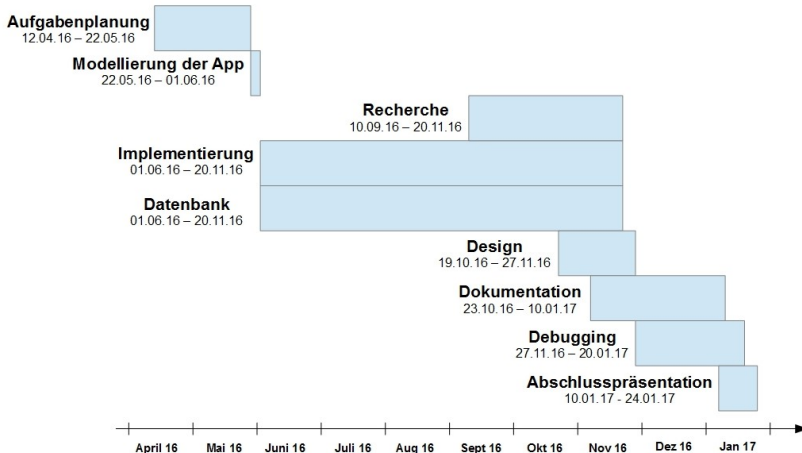 Aufgabenplanung
12.04.16 – 22.05.16
Modellierung der App
22.05.16 – 01.06.16
Recherche
10.09.16 – 20.11.16
Implementierung
01.06.16 – 20.11.16
Datenbank
01.06.16 – 20.11.16
Design
19.10.16 – 27.11.16
Dokumentation
23.10.16 – 10.01.17
Debugging
27.11.16 – 20.01.17
Abschlusspräsentation
10.01.17 - 24.01.17
April 16 Mai 16 Juni 16 Juli 16 Aug 16 Sept 16 Okt 16 Nov 16 Dez 16 Jan 17